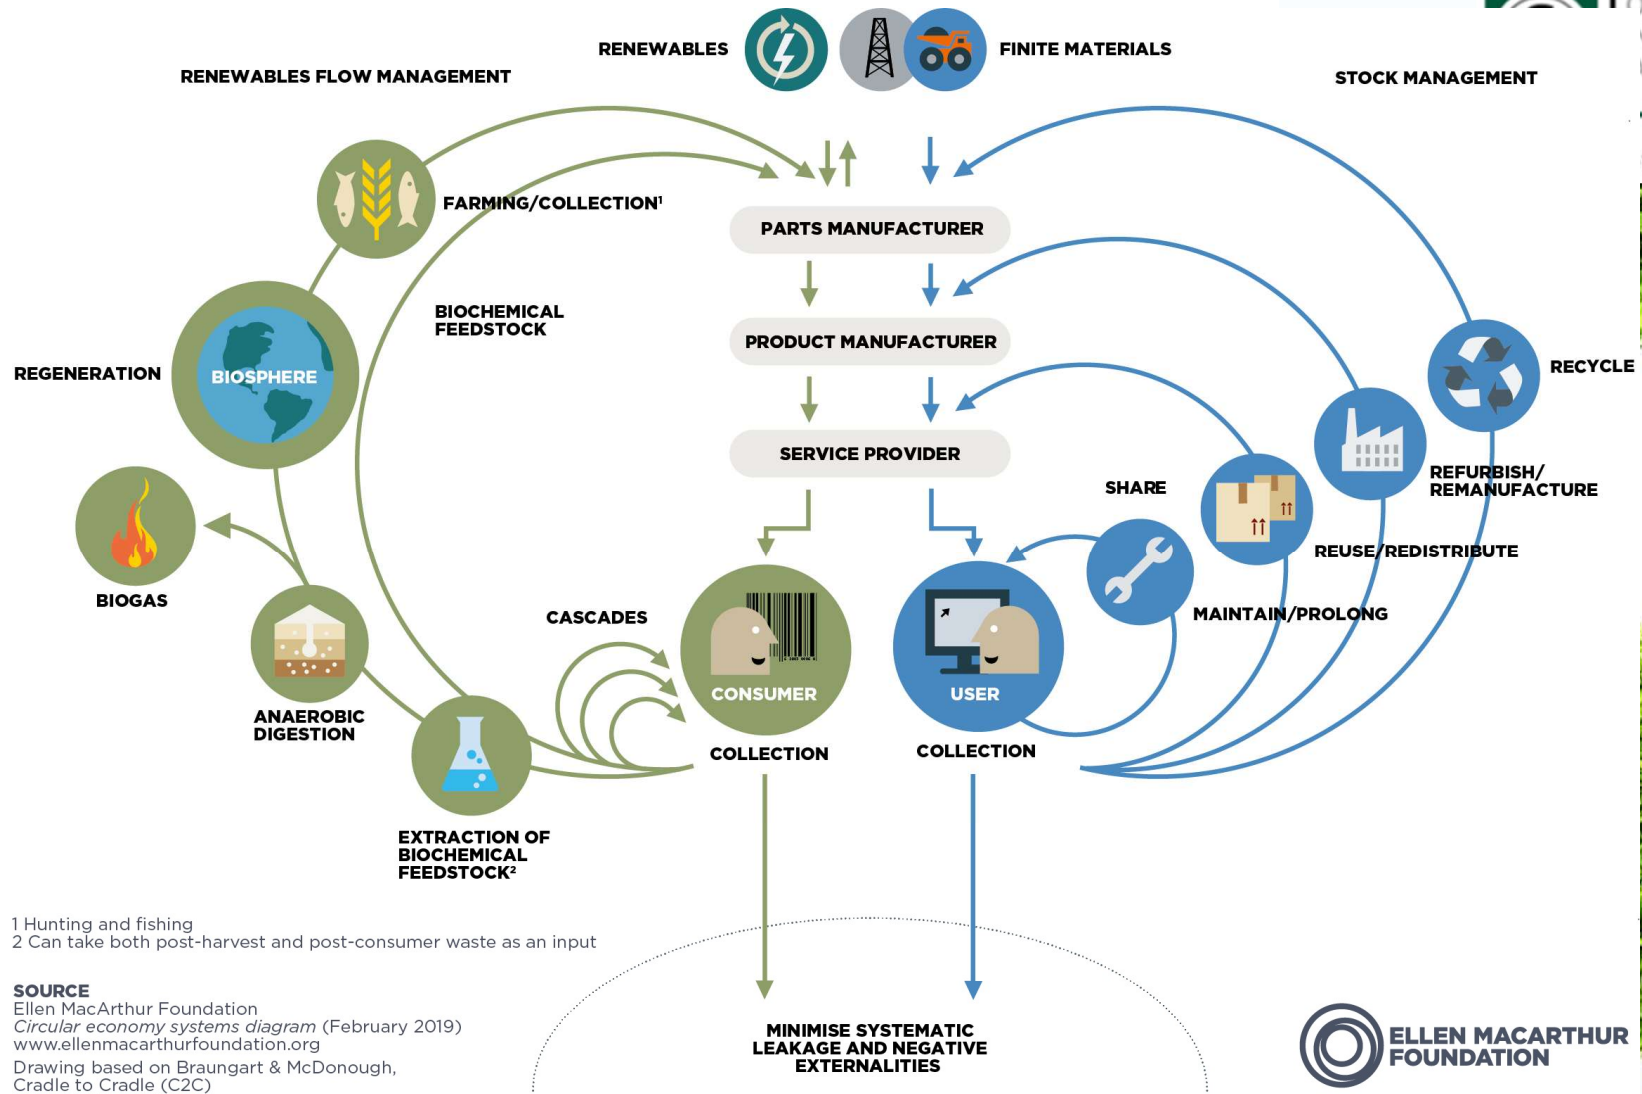 RENEWABLES
FINITE MATERIALS
RENEWABLES FLOW MANAGEMENT
STOCK MANAGEMENT
FARMING/COLLECTION¹
PARTS MANUFACTURER
BIOCHEMICAL
FEEDSTOCK
PRODUCT MANUFACTURER
REGENERATION
BIOSPHERE
RECYCLE
SERVICE PROVIDER
SHARE
REFURBISH/
REMANUFACTURE
REUSE/REDISTRIBUTE
BIOGAS
CASCADES
MAINTAIN/PROLONG
CONSUMER
USER
ANAEROBIC
DIGESTION
COLLECTION
COLLECTION
EXTRACTION OF
BIOCHEMICAL
FEEDSTOCK²
1 Hunting and fishing
2 Can take both post-harvest and post-consumer waste as an input
SOURCE
Ellen MacArthur Foundation
Circular economy systems diagram (February 2019)
www.ellenmacarthurfoundation.org
Drawing based on Braungart & McDonough,
Cradle to Cradle (C2C)
MINIMISE SYSTEMATIC
LEAKAGE AND NEGATIVE
EXTERNALITIES
ELLEN MACARTHUR
FOUNDATION